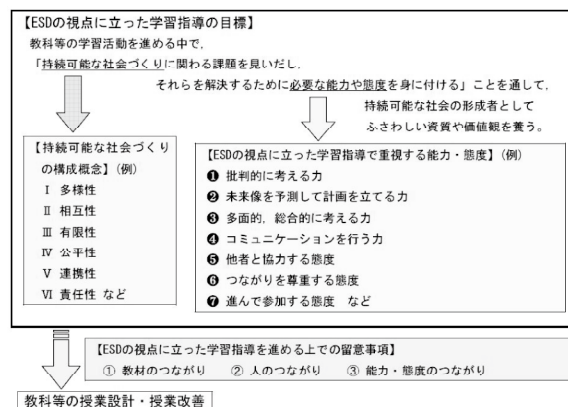 【ESDの視点に立った学習指導の目標】
教科等の学習活動を進める中で、
「持続可能な社会づくりに関わる課題を見いだし、
それらを解決するために必要な能力や態度を身に付ける」ことを通して、
持続可能な社会の形成者として
ふさわしい資質や価値観を養う。
【持続可能な社会づくり
の構成概念】(例)
Ⅰ 多様性
Ⅱ 相互性
Ⅲ 有限性
Ⅳ 公平性
Ⅴ 連携性
Ⅵ 責任性 など
【ESDの視点に立った学習指導で重視する能力・態度】(例)
❶ 批判的に考える力
❷ 未来像を予測して計画を立てる力
❸ 多面的,総合的に考える力
❹ コミュニケーションを行う力
❺ 他者と協力する態度
❻ つながりを尊重する態度
❼ 進んで参加する態度 など
【ESDの視点に立った学習指導を進める上での留意事項】
① 教材のつながり ② 人のつながり ③ 能力・態度のつながり
教科等の授業設計・授業改善